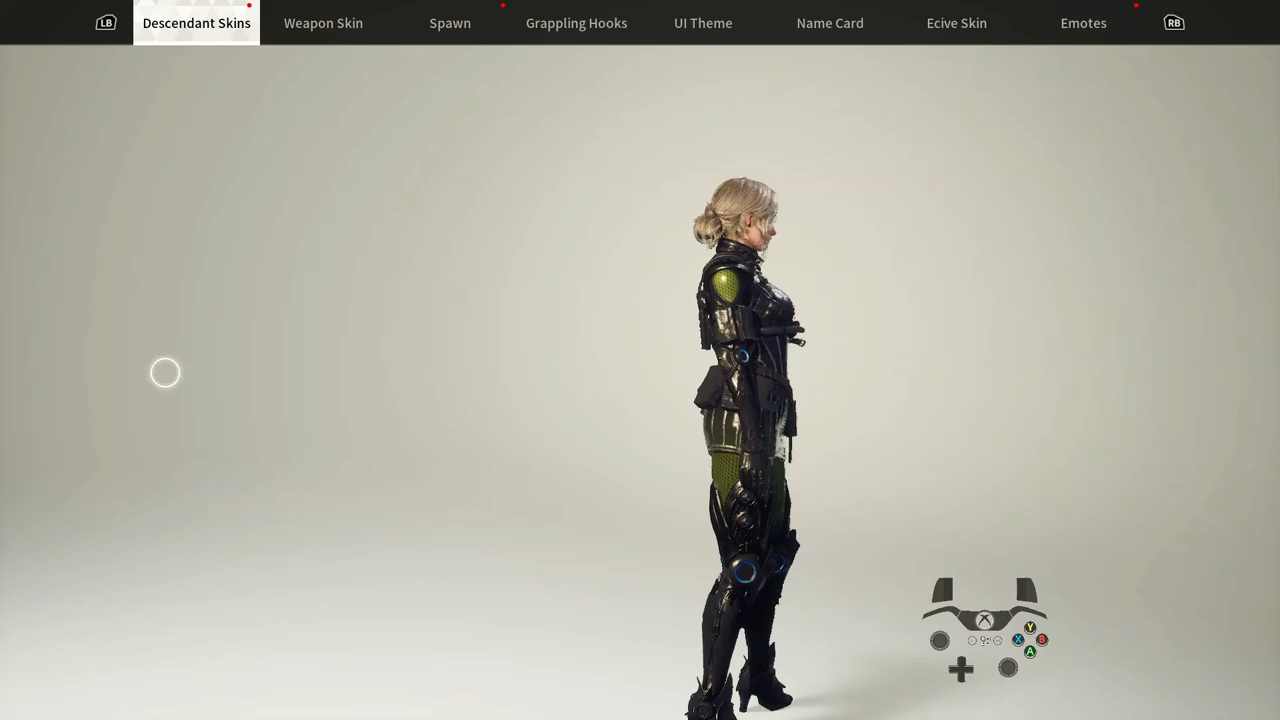 LB Descendant Skins Weapon Skin Spawn Grappling Hooks UI Theme Name Card Ecive Skin Emotes RB
Y
X B
A